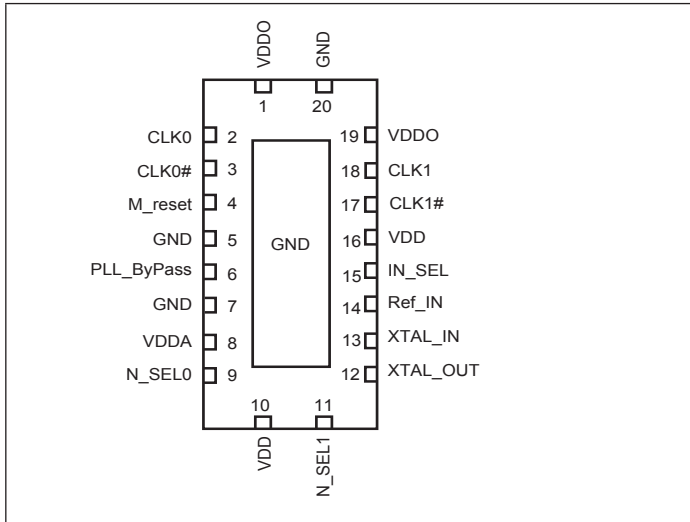 VDDO
GND
1
20
CLK0 2
19 VDDO
CLK0# 3
18 CLK1
M_reset 4
17 CLK1#
GND 5
16 VDD
GND
PLL_ByPass 6
15 IN_SEL
GND 7
14 Ref_IN
VDDA 8
13 XTAL_IN
N_SEL0 9
12 XTAL_OUT
10
11
VDD
N_SEL1